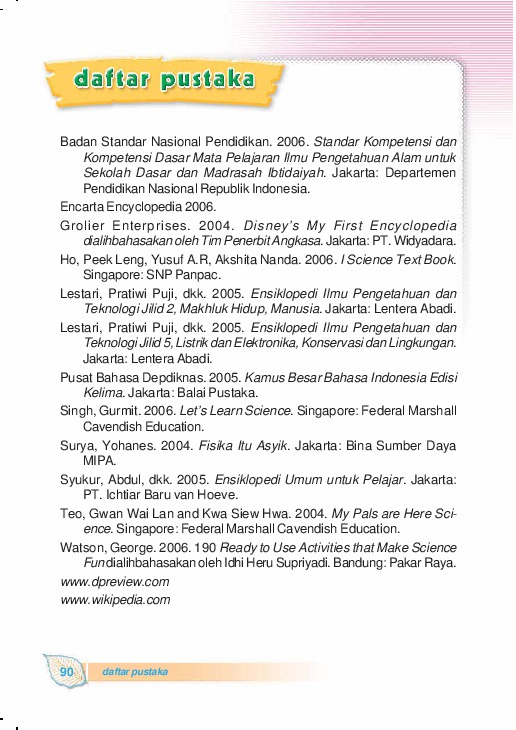 daftar pustaka
Badan Standar Nasional Pendidikan. 2006. Standar Kompetensi dan
Kompetensi Dasar Mata Pelajaran Ilmu Pengetahuan Alam untuk
Sekolah Dasar dan Madrasah Ibtidaiyah. Jakarta: Departemen
Pendidikan Nasional Republik Indonesia.
Encarta Encyclopedia 2006.
Grolier Enterprises. 2004. Disney's My First Encyclopedia
dialihbahasakan oleh Tim Penerbit Angkasa. Jakarta: PT. Widyadara.
Ho, Peek Leng, Yusuf A.R, Akshita Nanda. 2006. I Science Text Book.
Singapore: SNP Panpac.
Lestari, Pratiwi Puji, dkk. 2005. Ensiklopedi Ilmu Pengetahuan dan
Teknologi Jilid 2, Makhluk Hidup, Manusia. Jakarta: Lentera Abadi.
Lestari, Pratiwi Puji, dkk. 2005. Ensiklopedi Ilmu Pengetahuan dan
Teknologi Jilid 5, Listrik dan Elektronika, Konservasi dan Lingkungan.
Jakarta: Lentera Abadi.
Pusat Bahasa Depdiknas. 2005. Kamus Besar Bahasa Indonesia Edisi
Kelima. Jakarta: Balai Pustaka.
Singh, Gurmit. 2006. Let's Learn Science. Singapore: Federal Marshall
Cavendish Education.
Surya, Yohanes. 2004. Fisika Itu Asyik. Jakarta: Bina Sumber Daya
MIPA.
Syukur, Abdul, dkk. 2005. Ensiklopedi Umum untuk Pelajar. Jakarta:
PT. Ichtiar Baru van Hoeve.
Teo, Gwan Wai Lan and Kwa Siew Hwa. 2004. My Pals are Here Sci-
ence. Singapore: Federal Marshall Cavendish Education.
Watson, George. 2006. 190 Ready to Use Activities that Make Science
Fun dialihbahasakan oleh Idhi Heru Supriyadi. Bandung: Pakar Raya.
www.dpreview.com
www.wikipedia.com
90 daftar pustaka